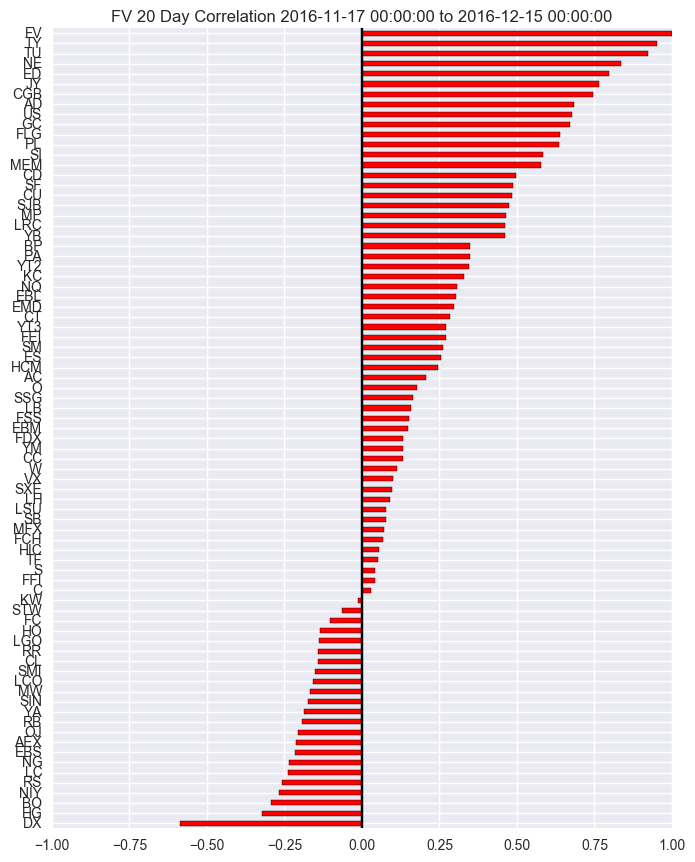 FV 20 Day Correlation 2016-11-17 00:00:00 to 2016-12-15 00:00:00
FV
TY
TU
NE
ED
JY
CGB
AD
US
GC
FLG
PL
SI
MEM
CD
SF
CU
SJB
MP
LRC
YB
BP
PA
YT2
KC
NQ
FBL
EMD
CT
YT3
FEI
SM
ES
HCM
AC
O
SSG
LB
FSS
EBM
FDX
YM
CC
W
VX
SXE
LH
LSU
SB
MFX
FCH
HIC
TF
S
FFI
C
KW
STW
FC
HO
LGO
RR
CL
SMI
LCO
MW
SIN
YA
RB
OJ
AEX
EBS
NG
LC
RS
NIY
BO
HG
DX
−1.00 −0.75 −0.50 −0.25 0.00 0.25 0.50 0.75 1.00